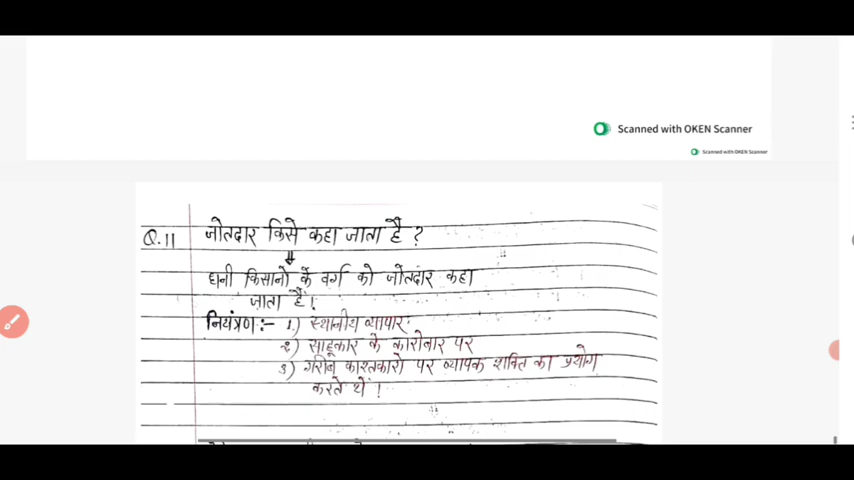 Scanned with OKEN Scanner
Scanned with OKEN Scanner
Q.11 जोतदार किसे कहा जाता है ?
धनी किसानो के वर्ग को जोतदार कहा
जाता हैं।
नियंत्रण :- 1.) स्थानीय व्यापार
२) साहूकार के कारोबार पर
3) गरीब काश्तकारो पर व्यापक शक्ति का प्रयोग
करते थे ।